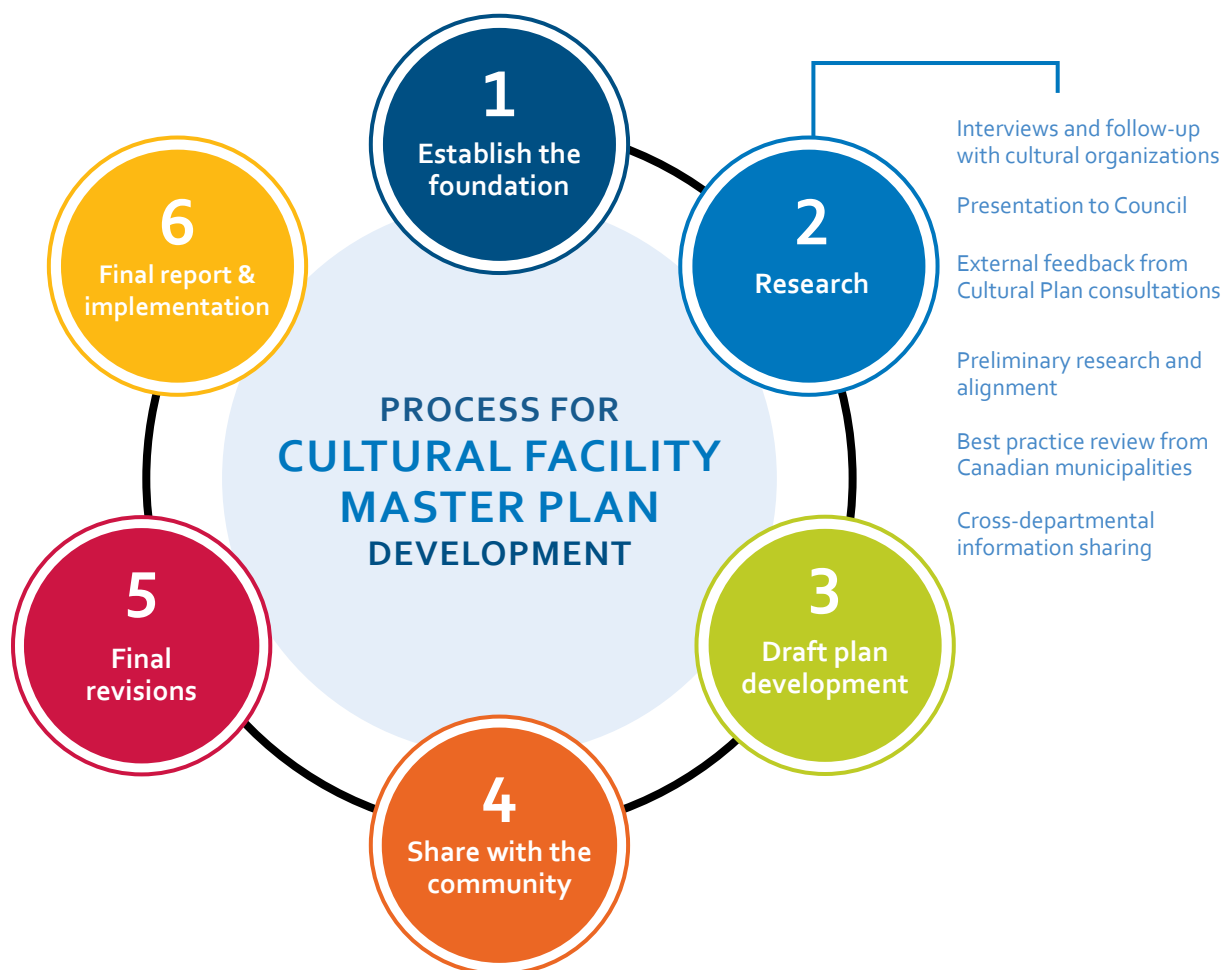 PROCESS FOR
CULTURAL FACILITY
MASTER PLAN
DEVELOPMENT
1
Establish the
foundation
2
Research
Interviews and follow-up
with cultural organizations
Presentation to Council
External feedback from
Cultural Plan consultations
Preliminary research and
alignment
Best practice review from
Canadian municipalities
Cross-departmental
information sharing
3
Draft plan
development
4
Share with the
community
5
Final
revisions
6
Final report &
implementation